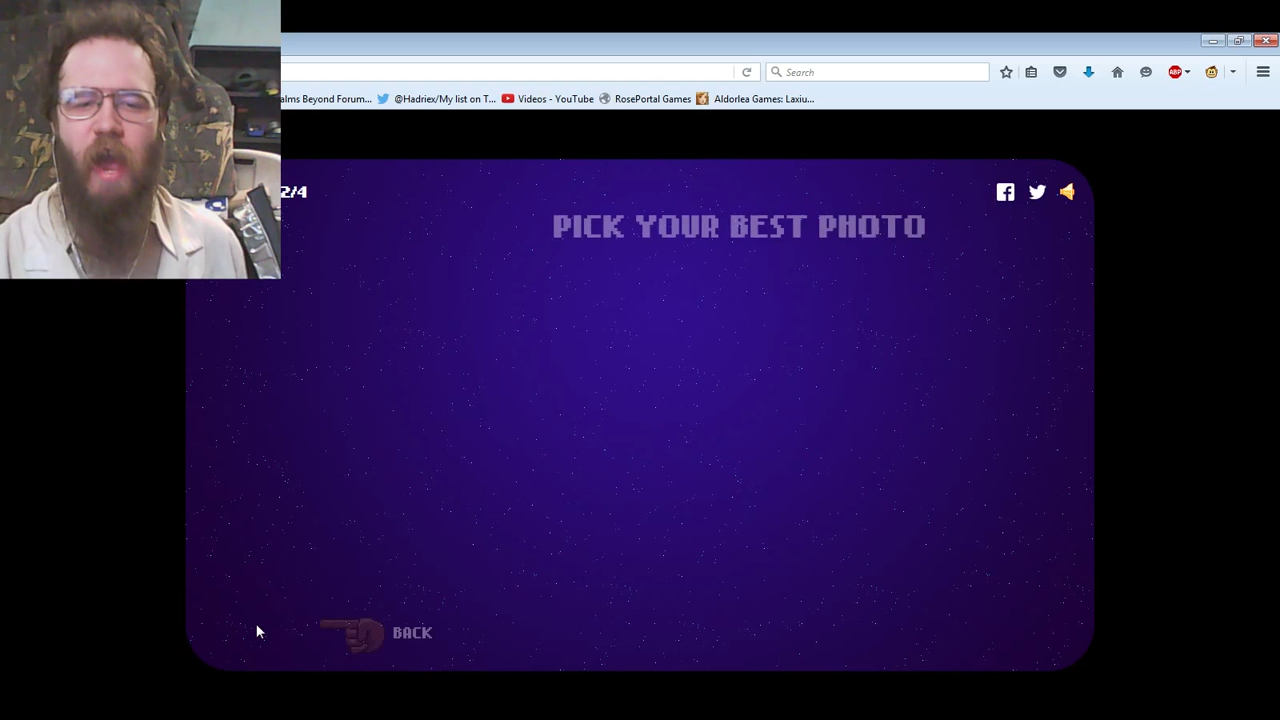 Search
ABP
alms Beyond Forum...
@Hadriex/My list on T...
Videos - YouTube
RosePortal Games
Aldorlea Games: Laxiu...
2/4
PICK YOUR BEST PHOTO
BACK